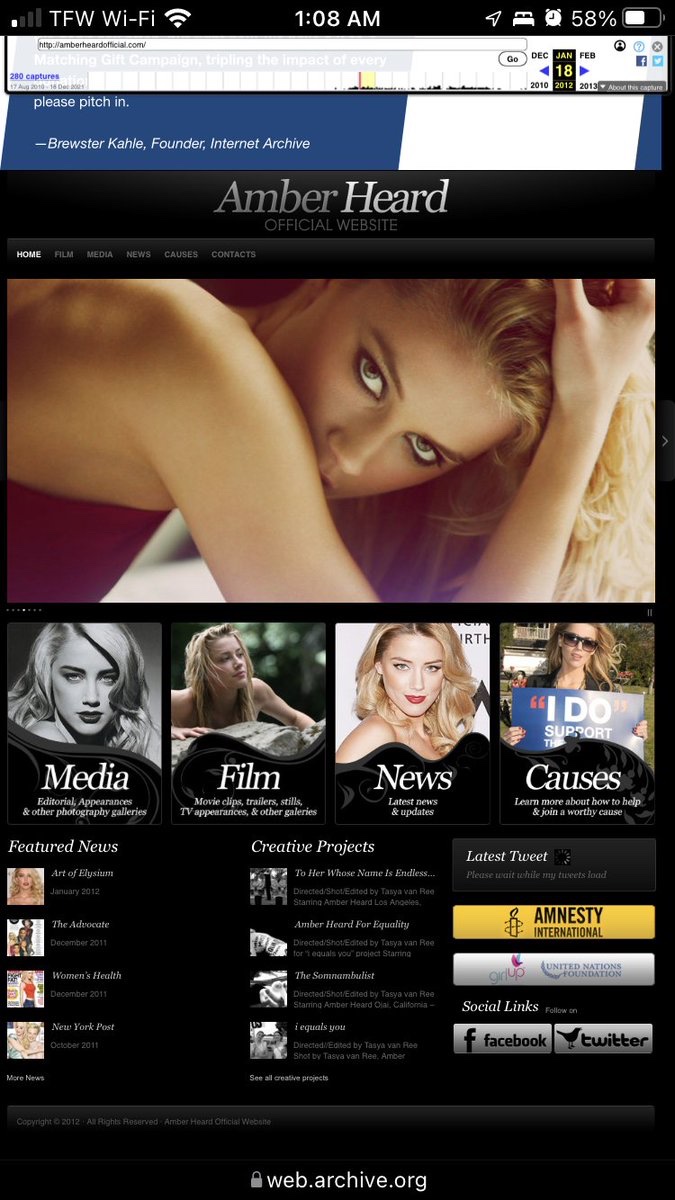 TFW Wi-Fi 1:08 AM 58%
http://amberheardofficial.com/
Go
DEC JAN FEB
18
2010 2012 2013
280 captures
17 Aug 2010 - 18 Dec 2021
About this capture
Matching Gift Campaign, tripling the impact of every
please pitch in.
—Brewster Kahle, Founder, Internet Archive
Amber Heard
OFFICIAL WEBSITE
HOME FILM MEDIA NEWS CAUSES CONTACTS
"I DO"
SUPPORT
Media
Editorial, Appearances
& other photography galleries
Film
Movie clips, trailers, stills,
TV appearances, & other galleries
News
Latest news
& updates
Causes
Learn more about how to help
& join a worthy cause
Featured News
Art of Elysium
January 2012
The Advocate
December 2011
Women's Health
December 2011
New York Post
October 2011
More News
Creative Projects
To Her Whose Name Is Endless...
Directed/Shot/Edited by Tasya van Ree
Starring Amber Heard Los Angeles,
Amber Heard For Equality
Directed/Shot/Edited by Tasya van Ree
for "i equals you" project Starring
The Somnambulist
Directed/Shot/Edited by Tasya van Ree
Starring Amber Heard Ojai, California –
i equals you
Directed//Edited by Tasya van Ree
Shot by Tasya van Ree, Amber
See all creative projects
Latest Tweet
Please wait while my tweets load
AMNESTY
INTERNATIONAL
girlup UNITED NATIONS
FOUNDATION
Social Links Follow on
facebook twitter
Copyright © 2012 · All Rights Reserved · Amber Heard Official Website
web.archive.org